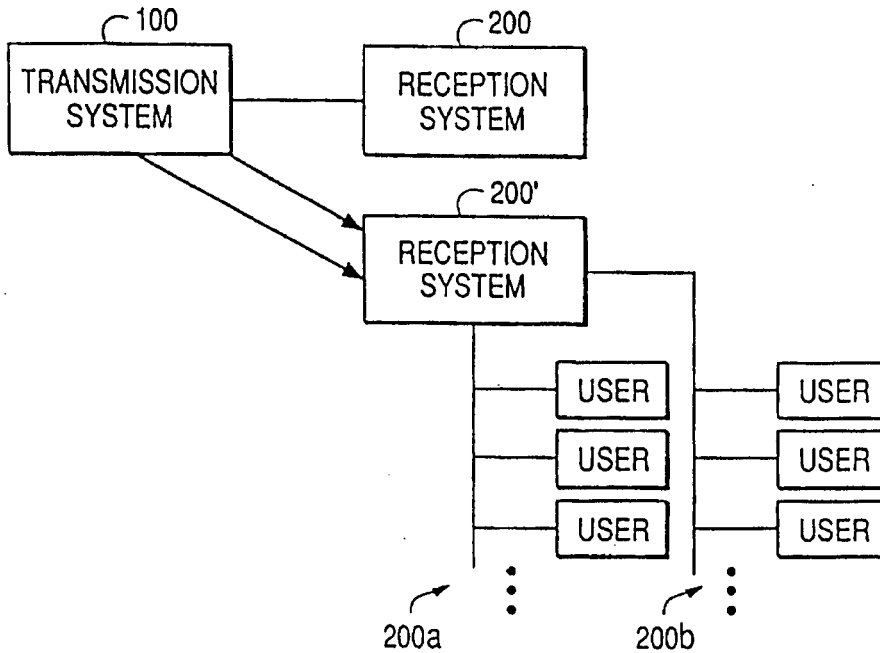 100
200
TRANSMISSION
SYSTEM
RECEPTION
SYSTEM
200'
RECEPTION
SYSTEM
USER
USER
USER
USER
USER
USER
200a
200b